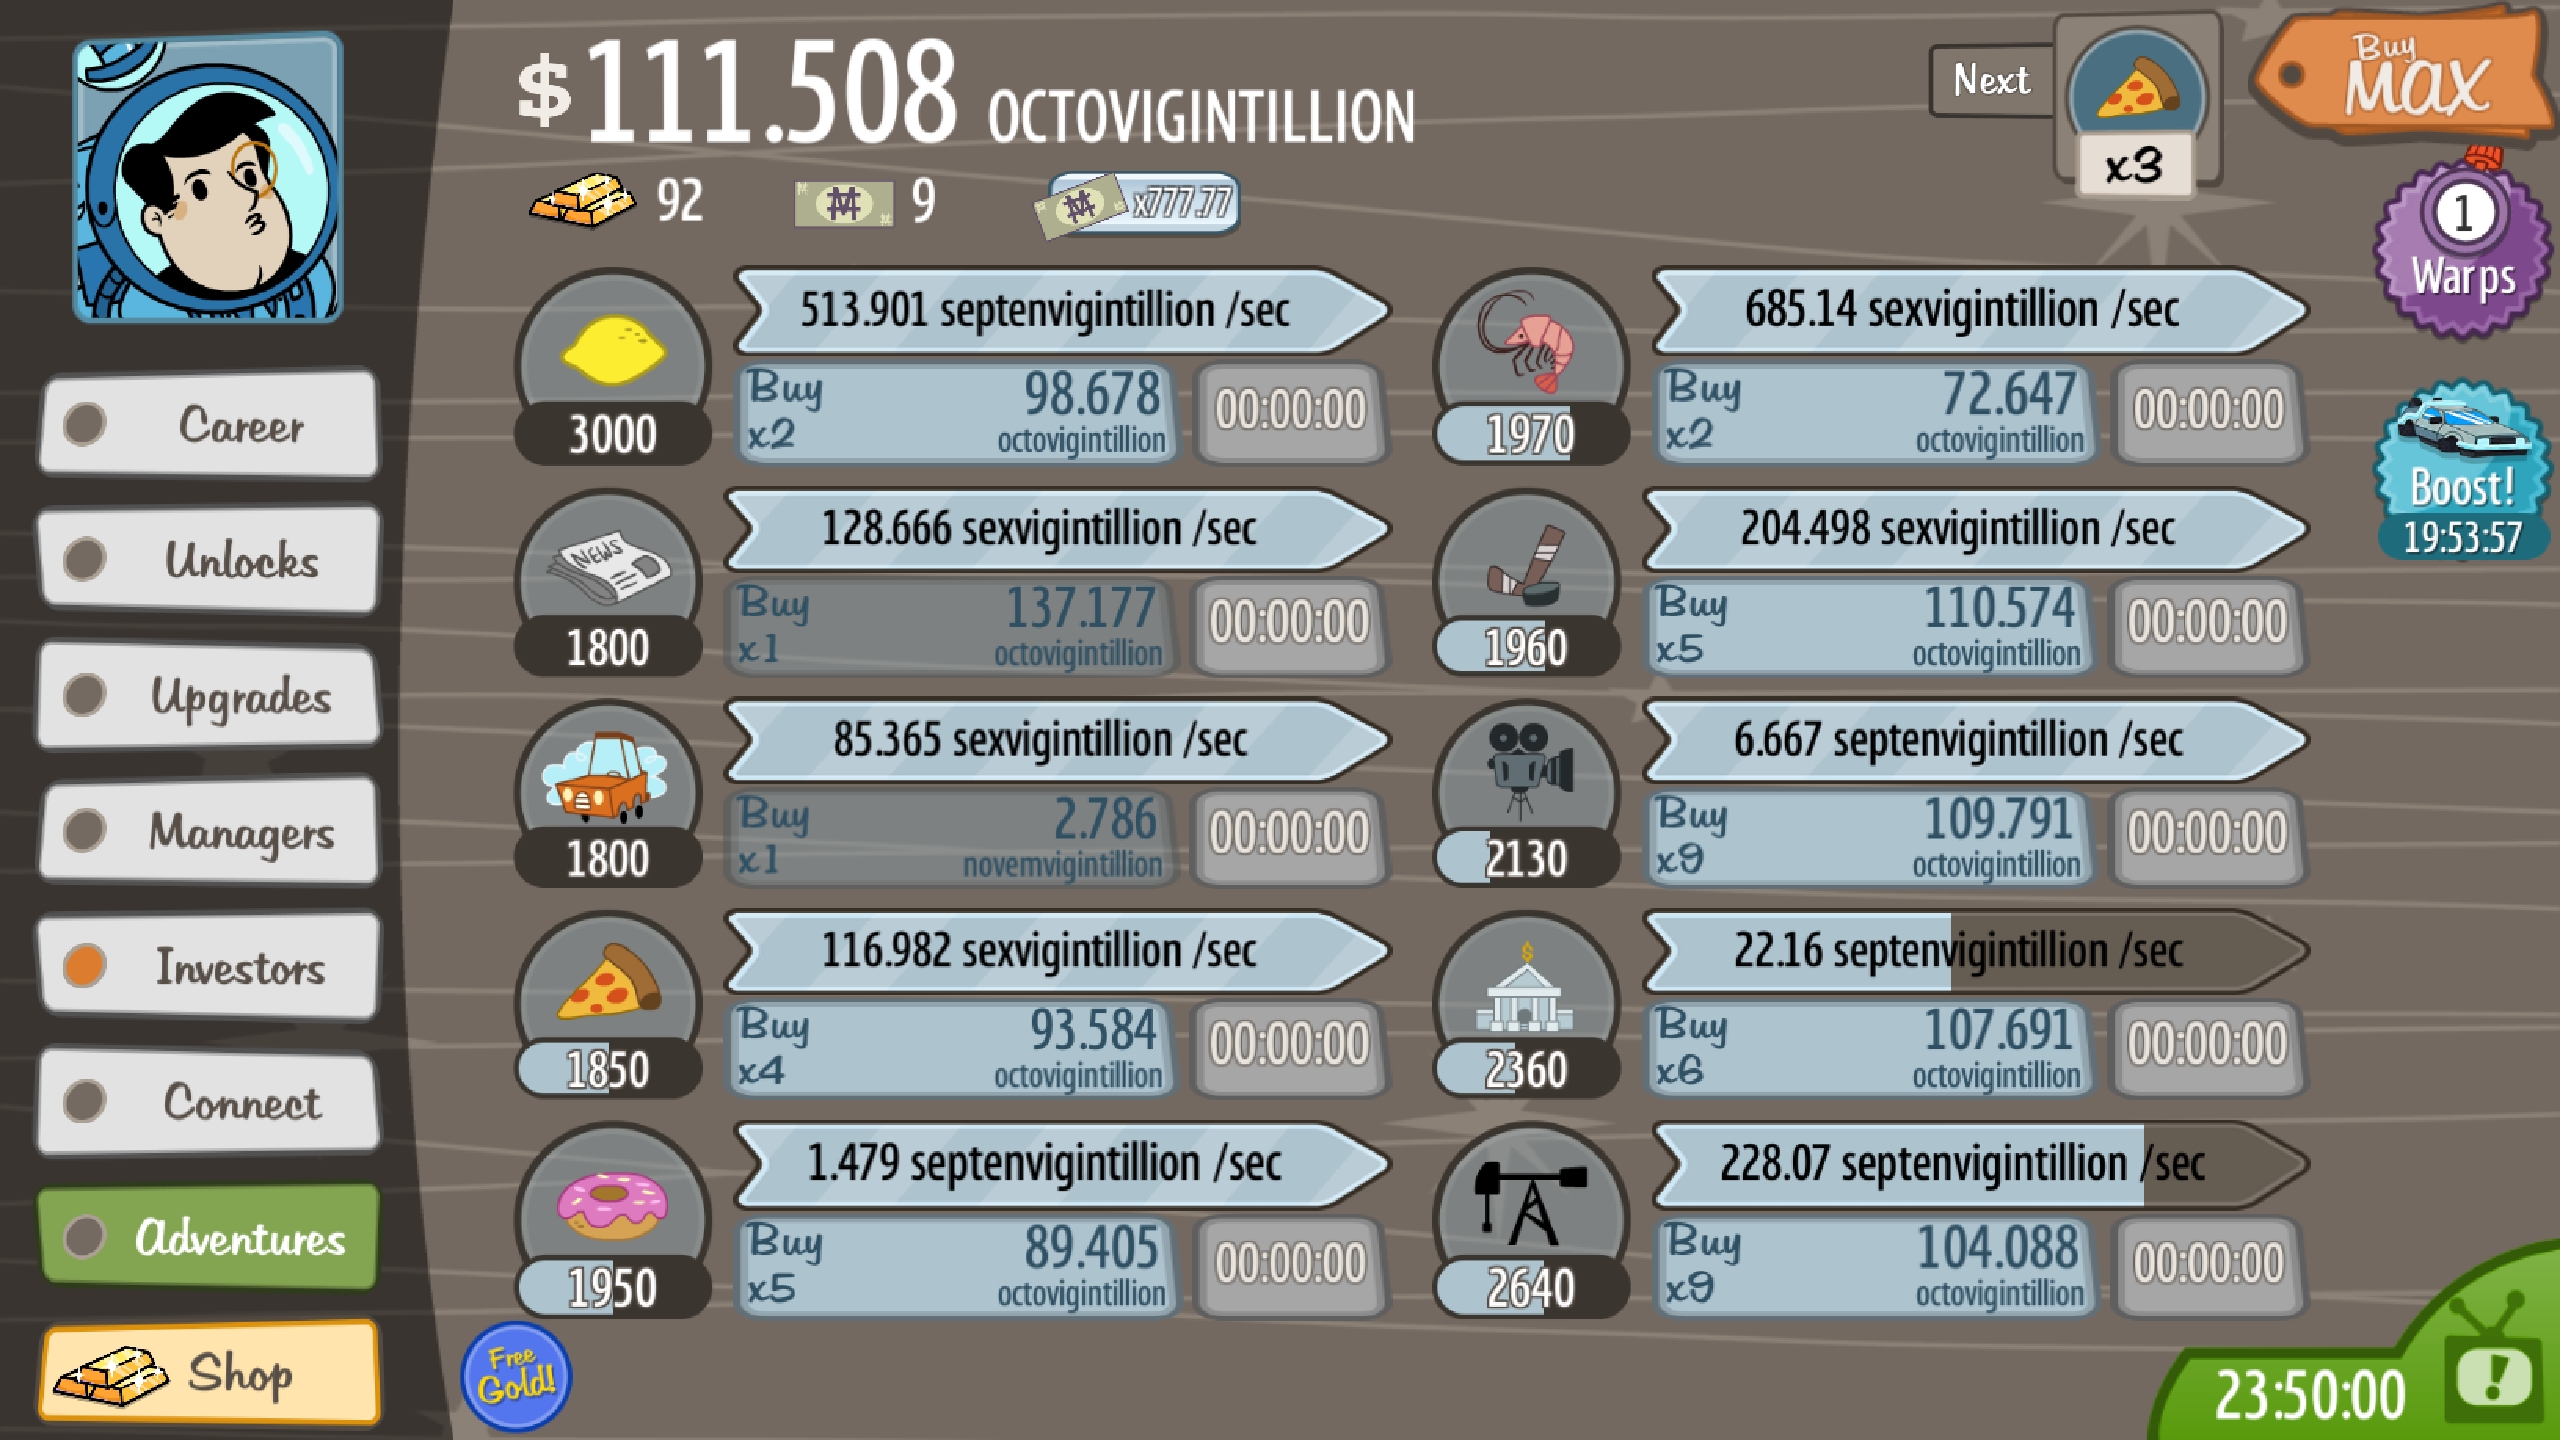 $111.508 OCTOVIGINTILLION
92
9
x777.77
Next
x3
Buy
MAX
1
Warps
Boost!
19:53:57
Career
Unlocks
Upgrades
Managers
Investors
Connect
Adventures
Shop
513.901 septenvigintillion /sec
3000
Buy
x2
98.678
octovigintillion
00:00:00
NEWS
128.666 sexvigintillion /sec
1800
Buy
x1
137.177
octovigintillion
00:00:00
85.365 sexvigintillion /sec
1800
Buy
x1
2.786
novemvigintillion
00:00:00
116.982 sexvigintillion /sec
1850
Buy
x4
93.584
octovigintillion
00:00:00
1.479 septenvigintillion /sec
1950
Buy
x5
89.405
octovigintillion
00:00:00
685.14 sexvigintillion /sec
1970
Buy
x2
72.647
octovigintillion
00:00:00
204.498 sexvigintillion /sec
1960
Buy
x5
110.574
octovigintillion
00:00:00
6.667 septenvigintillion /sec
2130
Buy
x9
109.791
octovigintillion
00:00:00
$
22.16 septenvigintillion /sec
2360
Buy
x6
107.691
octovigintillion
00:00:00
228.07 septenvigintillion /sec
2640
Buy
x9
104.088
octovigintillion
00:00:00
Free
Gold!
23:50:00
!